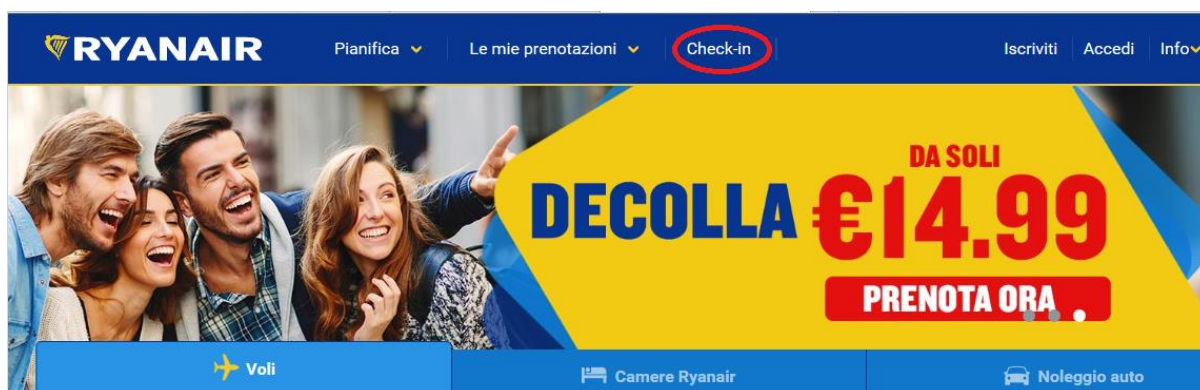 RYANAIR Pianifica Le mie prenotazioni Check-in Iscriviti Accedi Info
DA SOLI
DECOLLA €14.99
PRENOTA ORA
Voli Camere Ryanair Noleggio auto